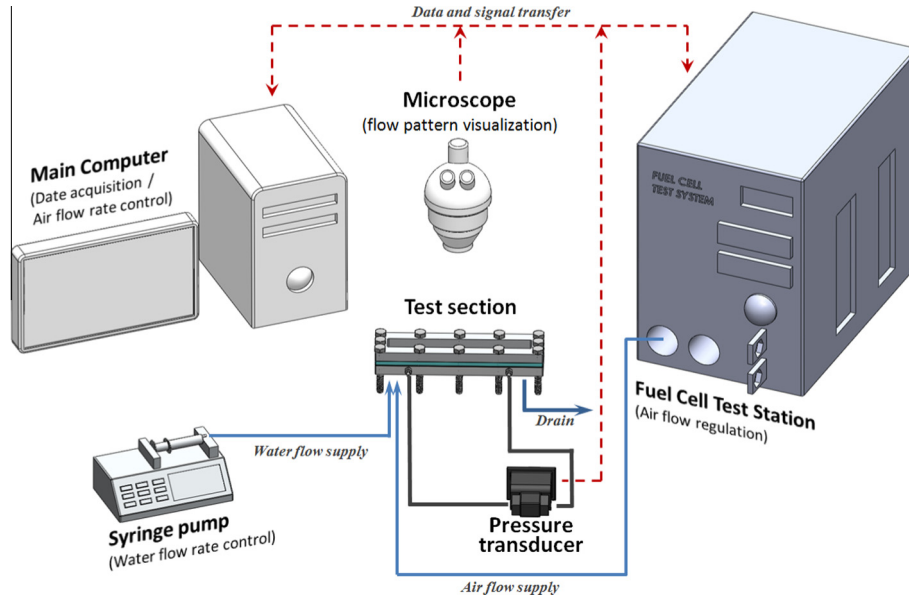 Data and signal transfer
Microscope
(flow pattern visualization)
Main Computer
(Date acquisition /
Air flow rate control)
FUEL CELL
TEST SYSTEM
Test section
Fuel Cell Test Station
(Air flow regulation)
Drain
Water flow supply
Syringe pump
(Water flow rate control)
Pressure
transducer
Air flow supply